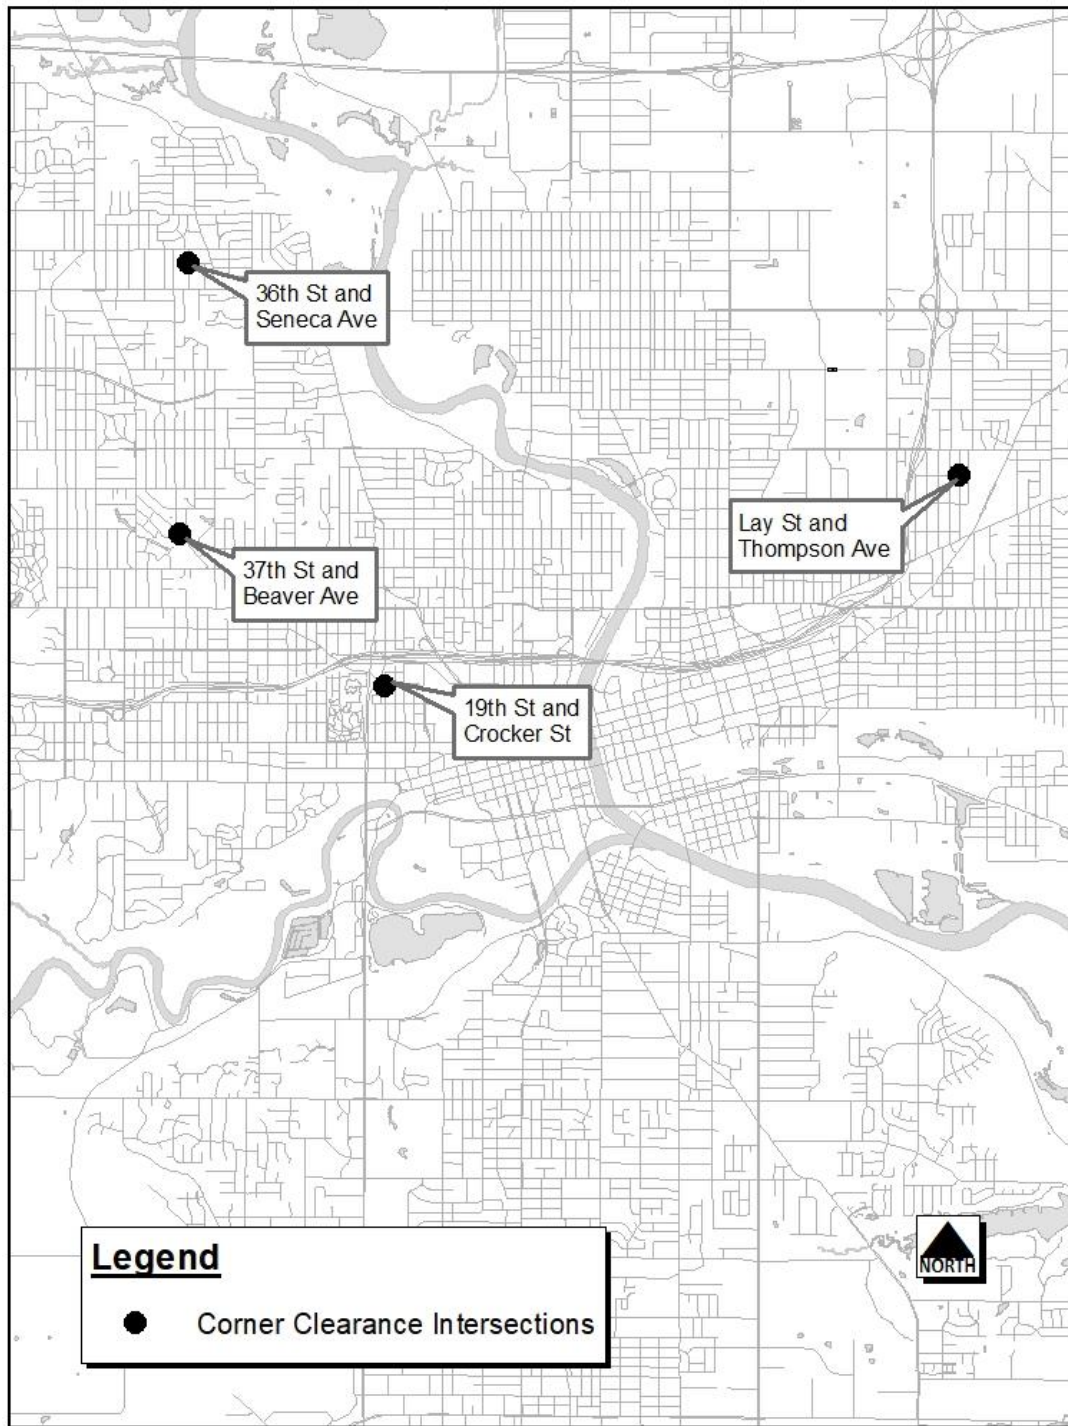 36th St and
Seneca Ave
Lay St and
Thompson Ave
37th St and
Beaver Ave
19th St and
Crocker St
NORTH
Legend
Corner Clearance Intersections